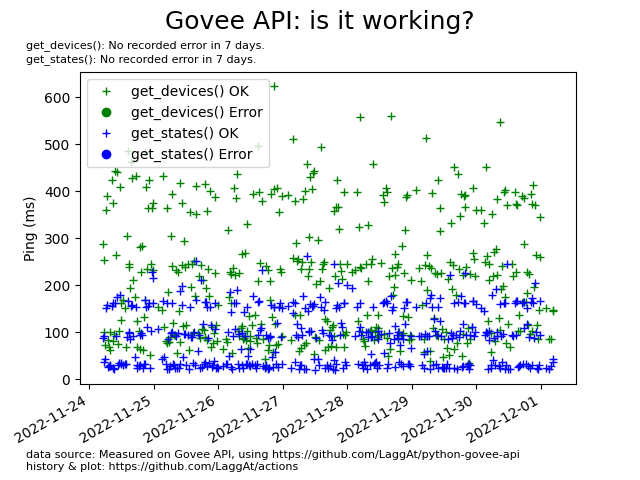 Govee API: is it working?
get_devices(): No recorded error in 7 days.
get_states(): No recorded error in 7 days.
get_devices() OK
get_devices() Error
get_states() OK
get_states() Error
Ping (ms)
600
500
400
300
200
100
0
2022-11-24
2022-11-25
2022-11-26
2022-11-27
2022-11-28
2022-11-29
2022-11-30
2022-12-01
data source: Measured on Govee API, using https://github.com/LaggAt/python-govee-api
history & plot: https://github.com/LaggAt/actions